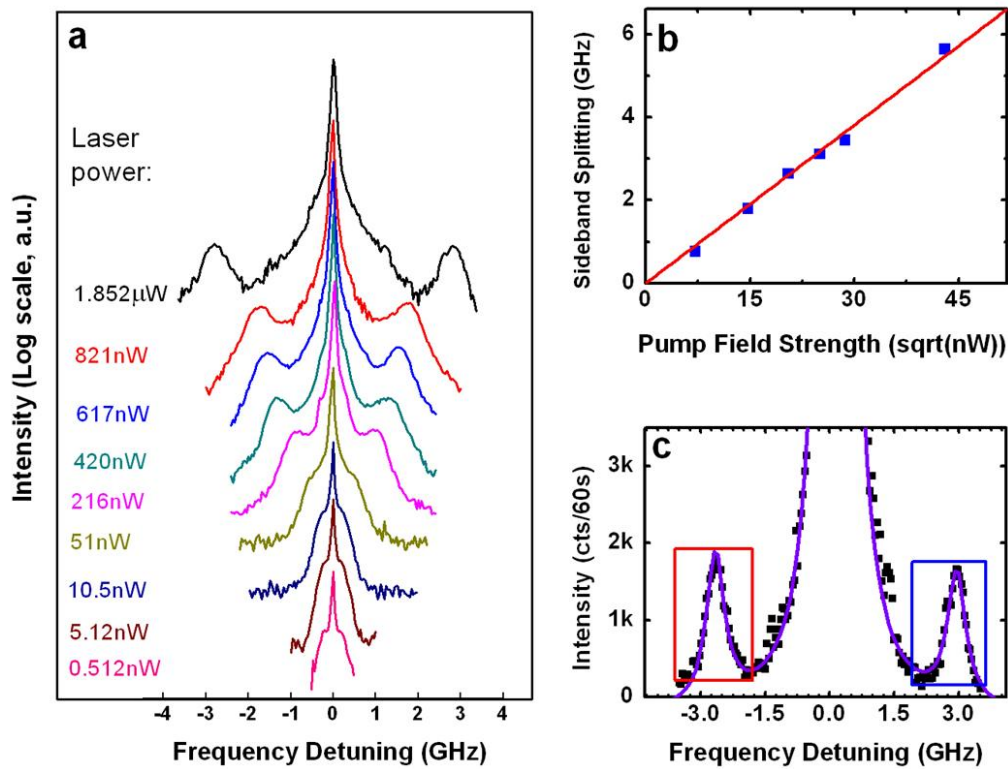 a
Intensity (Log scale, a.u.)
Laser
power:
1.852μW
821nW
617nW
420nW
216nW
51nW
10.5nW
5.12nW
0.512nW
-4 -3 -2 -1 0 1 2 3 4
Frequency Detuning (GHz)
b
Sideband Splitting (GHz)
6
4
2
0
0 15 30 45
Pump Field Strength (sqrt(nW))
c
Intensity (cts/60s)
3k
2k
1k
0
-3.0 -1.5 0.0 1.5 3.0
Frequency Detuning (GHz)